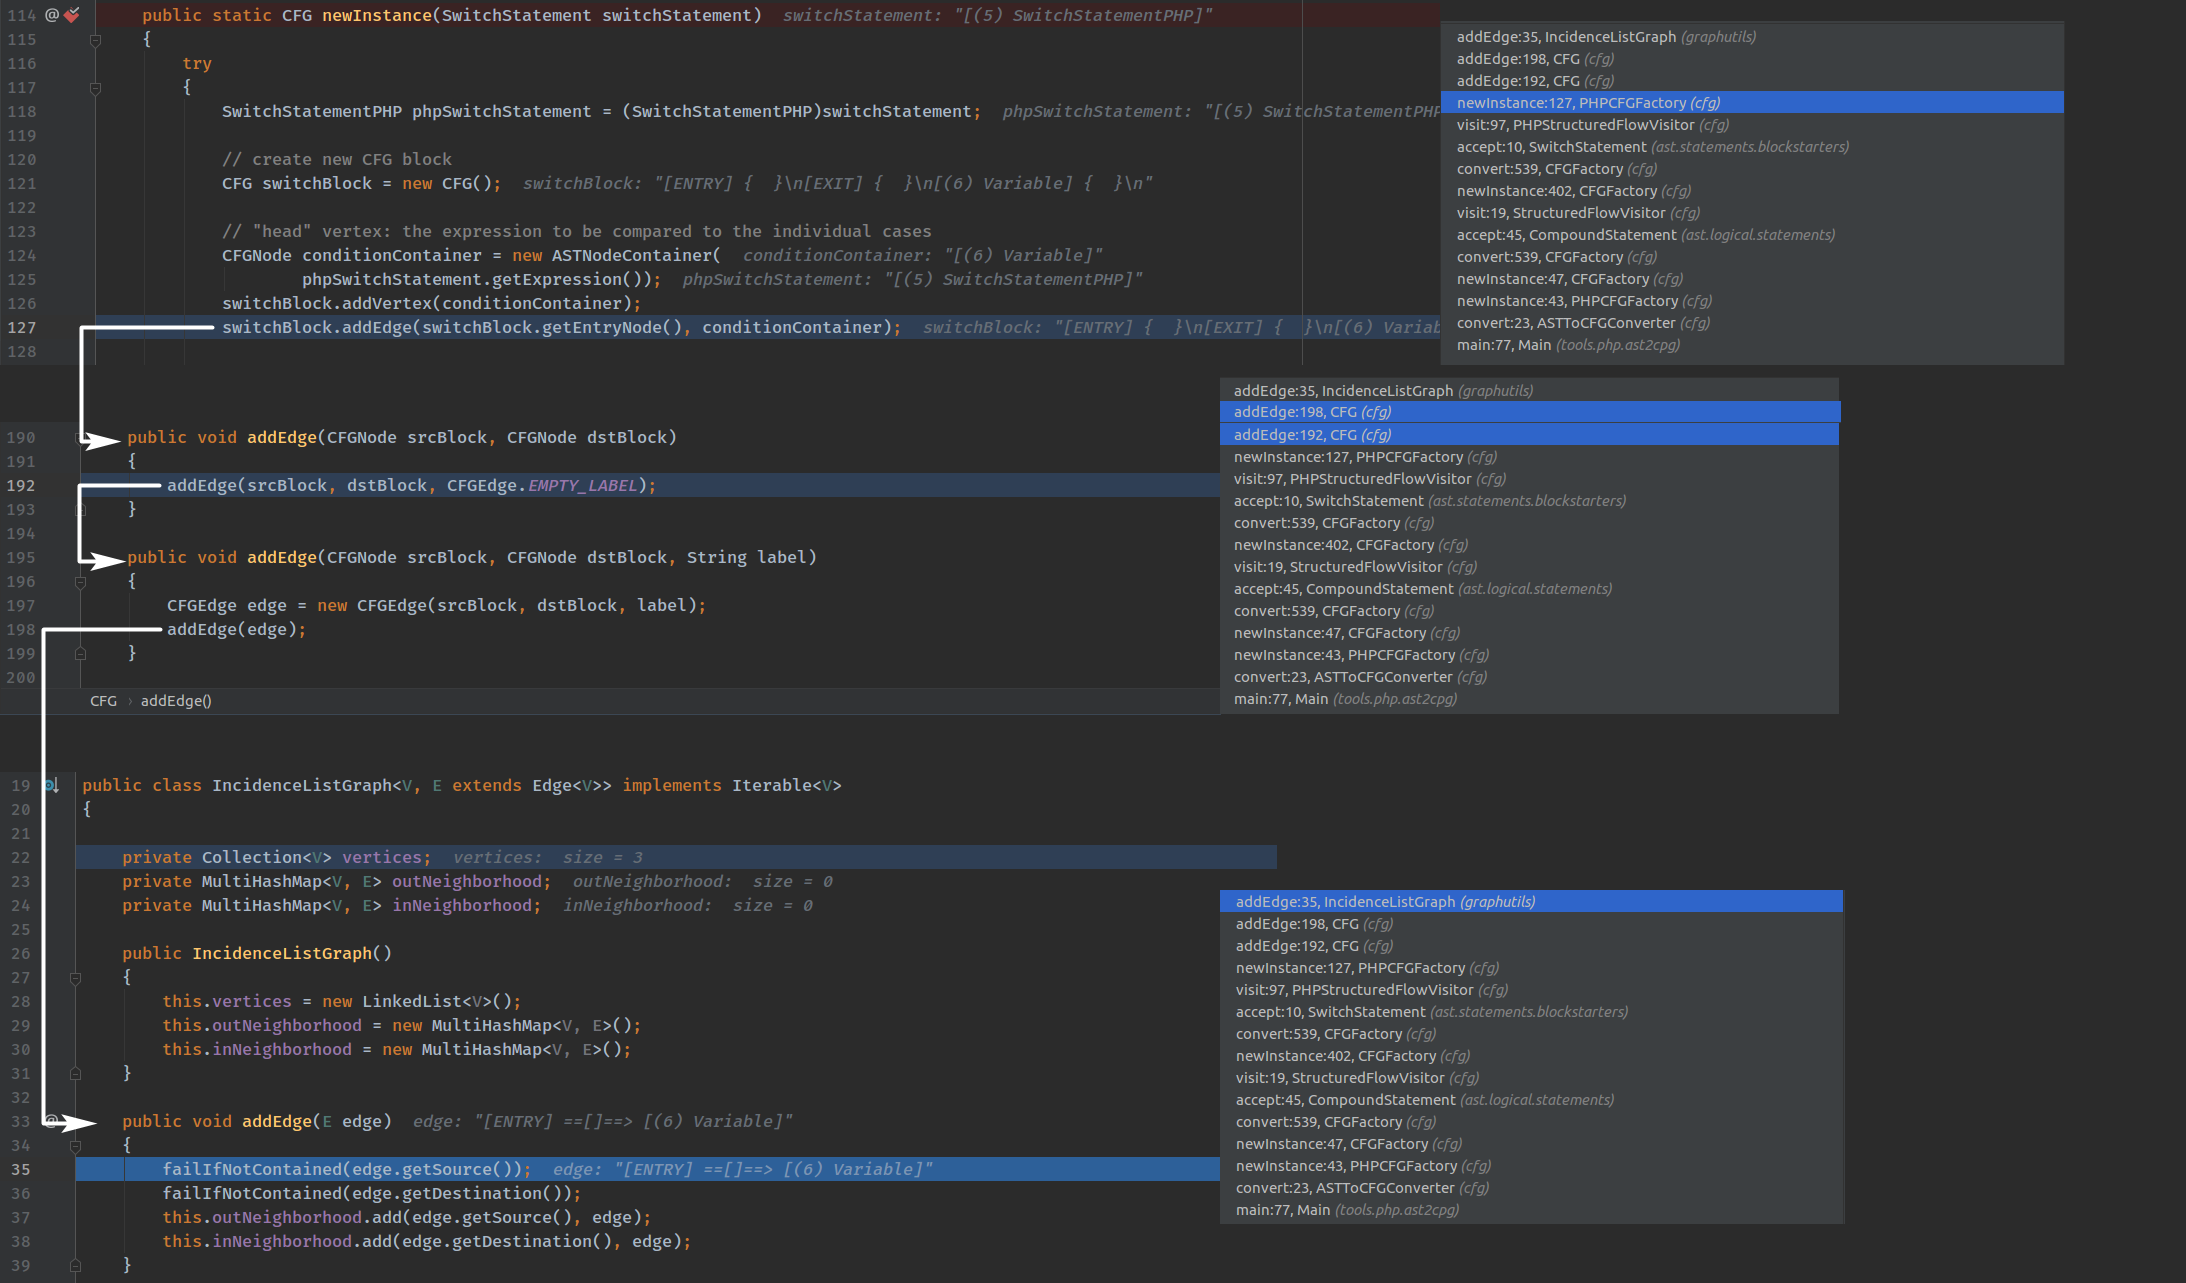 114 @ public static CFG newInstance(SwitchStatement switchStatement)  switchStatement: "[(5) SwitchStatementPHP]"
115 {
116 try
117 {
118 SwitchStatementPHP phpSwitchStatement = (SwitchStatementPHP)switchStatement;  phpSwitchStatement: "[(5) SwitchStatementPHP
119
120 // create new CFG block
121 CFG switchBlock = new CFG();  switchBlock: "[ENTRY] {  }\n[EXIT] {  }\n[(6) Variable] {  }\n"
122
123 // "head" vertex: the expression to be compared to the individual cases
124 CFGNode conditionContainer = new ASTNodeContainer(  conditionContainer: "[(6) Variable]"
125 phpSwitchStatement.getExpression());  phpSwitchStatement: "[(5) SwitchStatementPHP]"
126 switchBlock.addVertex(conditionContainer);
127 switchBlock.addEdge(switchBlock.getEntryNode(), conditionContainer);  switchBlock: "[ENTRY] {  }\n[EXIT] {  }\n[(6) Variab
128
addEdge:35, IncidenceListGraph (graphutils)
addEdge:198, CFG (cfg)
addEdge:192, CFG (cfg)
newInstance:127, PHPCFGFactory (cfg)
visit:97, PHPStructuredFlowVisitor (cfg)
accept:10, SwitchStatement (ast.statements.blockstarters)
convert:539, CFGFactory (cfg)
newInstance:402, CFGFactory (cfg)
visit:19, StructuredFlowVisitor (cfg)
accept:45, CompoundStatement (ast.logical.statements)
convert:539, CFGFactory (cfg)
newInstance:47, CFGFactory (cfg)
newInstance:43, PHPCFGFactory (cfg)
convert:23, ASTToCFGConverter (cfg)
main:77, Main (tools.php.ast2cpg)
190 public void addEdge(CFGNode srcBlock, CFGNode dstBlock)
191 {
192 addEdge(srcBlock, dstBlock, CFGEdge.EMPTY_LABEL);
193 }
194
195 public void addEdge(CFGNode srcBlock, CFGNode dstBlock, String label)
196 {
197 CFGEdge edge = new CFGEdge(srcBlock, dstBlock, label);
198 addEdge(edge);
199 }
200
CFG › addEdge()
addEdge:35, IncidenceListGraph (graphutils)
addEdge:198, CFG (cfg)
addEdge:192, CFG (cfg)
newInstance:127, PHPCFGFactory (cfg)
visit:97, PHPStructuredFlowVisitor (cfg)
accept:10, SwitchStatement (ast.statements.blockstarters)
convert:539, CFGFactory (cfg)
newInstance:402, CFGFactory (cfg)
visit:19, StructuredFlowVisitor (cfg)
accept:45, CompoundStatement (ast.logical.statements)
convert:539, CFGFactory (cfg)
newInstance:47, CFGFactory (cfg)
newInstance:43, PHPCFGFactory (cfg)
convert:23, ASTToCFGConverter (cfg)
main:77, Main (tools.php.ast2cpg)
19 public class IncidenceListGraph<V, E extends Edge<V>> implements Iterable<V>
20 {
21
22 private Collection<V> vertices;  vertices:  size = 3
23 private MultiHashMap<V, E> outNeighborhood;  outNeighborhood:  size = 0
24 private MultiHashMap<V, E> inNeighborhood;  inNeighborhood:  size = 0
25
26 public IncidenceListGraph()
27 {
28 this.vertices = new LinkedList<V>();
29 this.outNeighborhood = new MultiHashMap<V, E>();
30 this.inNeighborhood = new MultiHashMap<V, E>();
31 }
32
33 @ public void addEdge(E edge)  edge: "[ENTRY] ==[]==> [(6) Variable]"
34 {
35 failIfNotContained(edge.getSource());  edge: "[ENTRY] ==[]==> [(6) Variable]"
36 failIfNotContained(edge.getDestination());
37 this.outNeighborhood.add(edge.getSource(), edge);
38 this.inNeighborhood.add(edge.getDestination(), edge);
39 }
addEdge:35, IncidenceListGraph (graphutils)
addEdge:198, CFG (cfg)
addEdge:192, CFG (cfg)
newInstance:127, PHPCFGFactory (cfg)
visit:97, PHPStructuredFlowVisitor (cfg)
accept:10, SwitchStatement (ast.statements.blockstarters)
convert:539, CFGFactory (cfg)
newInstance:402, CFGFactory (cfg)
visit:19, StructuredFlowVisitor (cfg)
accept:45, CompoundStatement (ast.logical.statements)
convert:539, CFGFactory (cfg)
newInstance:47, CFGFactory (cfg)
newInstance:43, PHPCFGFactory (cfg)
convert:23, ASTToCFGConverter (cfg)
main:77, Main (tools.php.ast2cpg)